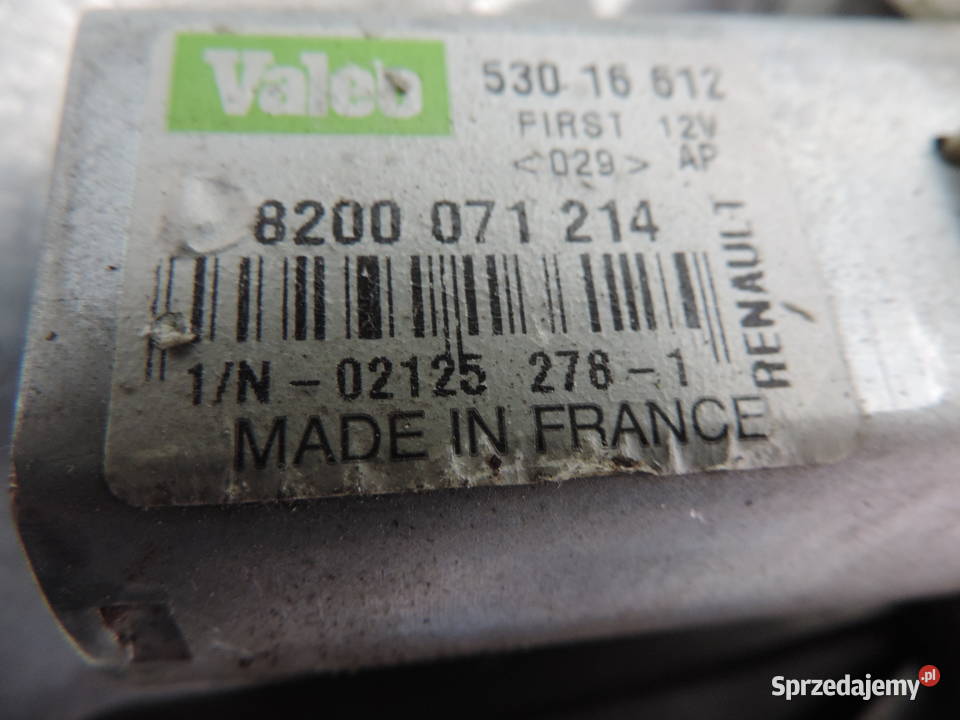 Valeo
530 16 612
FIRST 12V
<029> AP
8200 071 214
RENAULT
1/N - 02125 276-1
MADE IN FRANCE
Sprzedajemy.pl